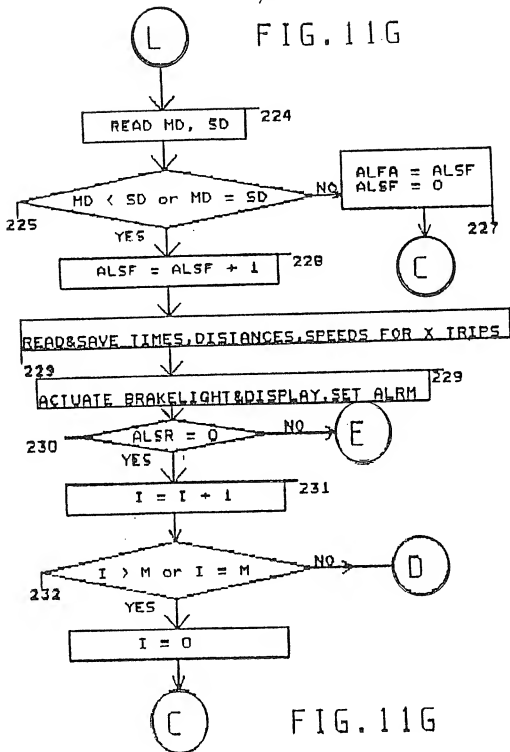 FIG.11G
L
READ MD, SD
224
MD < SD or MD = SD
NO
ALFA = ALSF
ALSF = 0
225
227
YES
C
228
ALSF = ALSF + 1
READ&SAVE TIMES,DISTANCES,SPEEDS FOR X TRIPS
229
229
ACTUATE BRAKELIGHT&DISPLAY,SET ALRM
ALSR = 0
NO
E
230
YES
231
I = I + 1
I > M or I = M
NO
D
232
YES
I = 0
C
FIG.11G